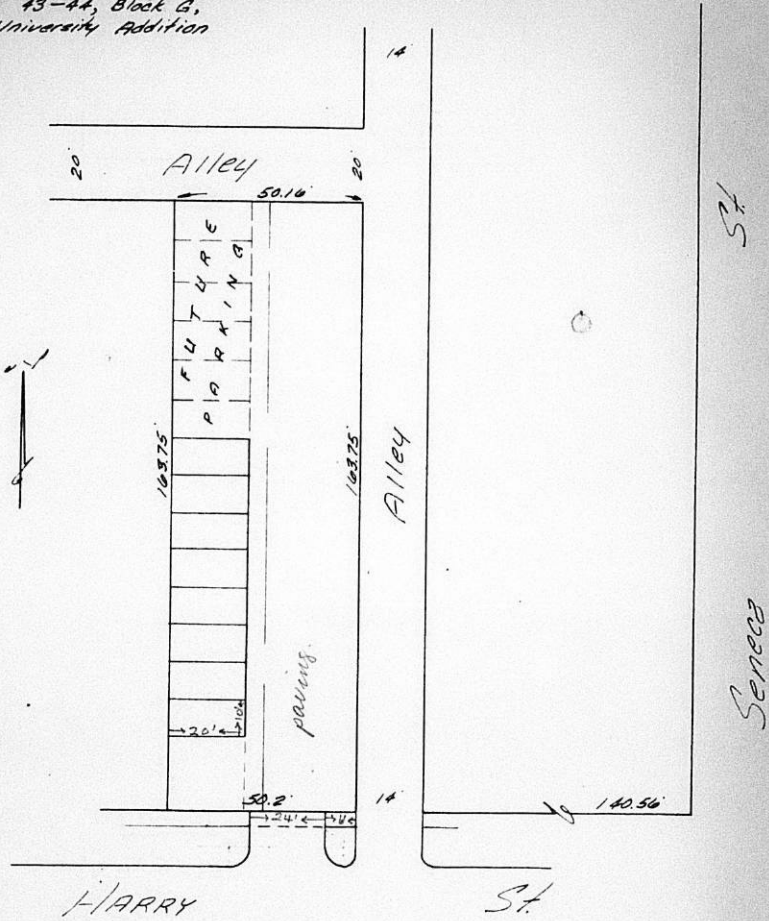 43-44, Block G,
University Addition
14
20'
Alley
20'
50.16'
St.
FUTURE
PARKING
163.75'
163.75'
Alley
paving.
Seneca
10'
20'
50.2'
14
140.56'
24'
HARRY
St.